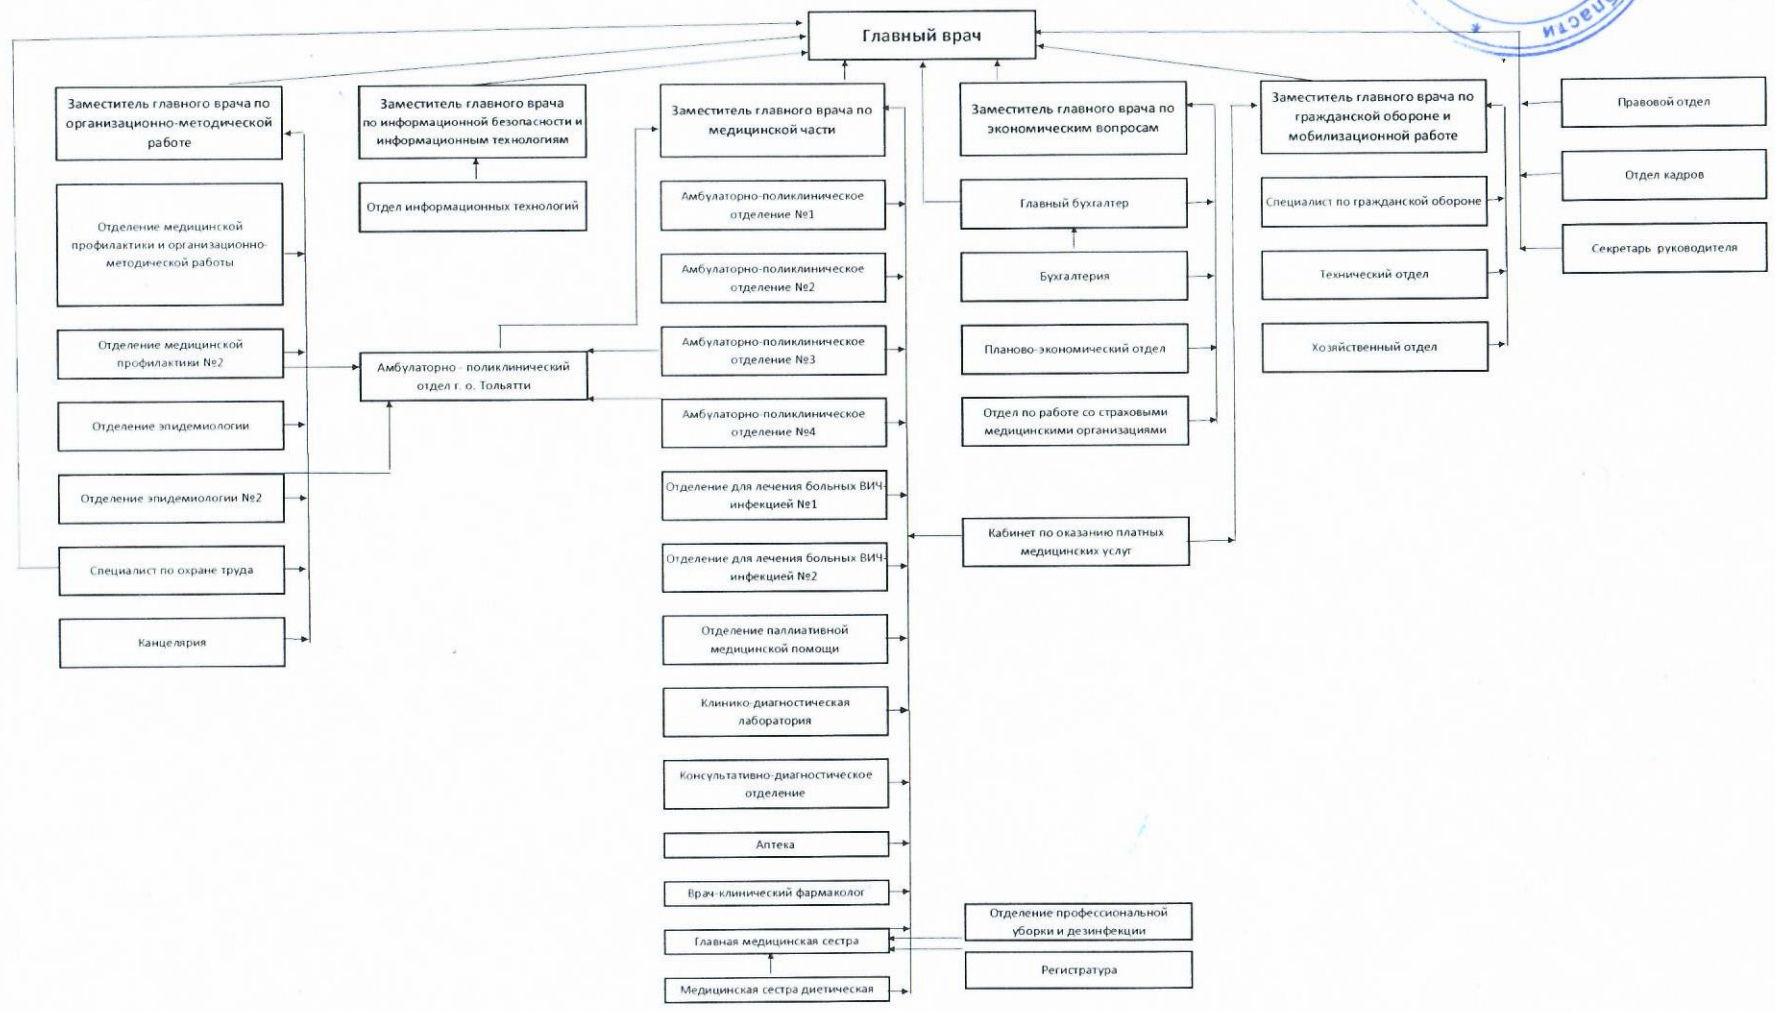 Главный врач
области
*
Заместитель главного врача по
организационно-методической
работе
Отделение медицинской
профилактики и организационно-
методической работы
Отделение медицинской
профилактики №2
Отделение эпидемиологии
Отделение эпидемиологии №2
Специалист по охране труда
Канцелярия
Заместитель главного врача
по информационной безопасности и
информационным технологиям
Отдел информационных технологий
Амбулаторно - поликлинический
отдел г. о. Тольятти
Заместитель главного врача по
медицинской части
Амбулаторно-поликлиническое
отделение №1
Амбулаторно-поликлиническое
отделение №2
Амбулаторно-поликлиническое
отделение №3
Амбулаторно-поликлиническое
отделение №4
Отделение для лечения больных ВИЧ-
инфекцией №1
Отделение для лечения больных ВИЧ-
инфекцией №2
Отделение паллиативной
медицинской помощи
Клинико-диагностическая
лаборатория
Консультативно-диагностическое
отделение
Аптека
Врач-клинический фармаколог
Главная медицинская сестра
Медицинская сестра диетическая
Заместитель главного врача по
экономическим вопросам
Главный бухгалтер
Бухгалтерия
Планово-экономический отдел
Отдел по работе со страховыми
медицинскими организациями
Кабинет по оказанию платных
медицинских услуг
Отделение профессиональной
уборки и дезинфекции
Регистратура
Заместитель главного врача по
гражданской обороне и
мобилизационной работе
Специалист по гражданской обороне
Технический отдел
Хозяйственный отдел
Правовой отдел
Отдел кадров
Секретарь руководителя